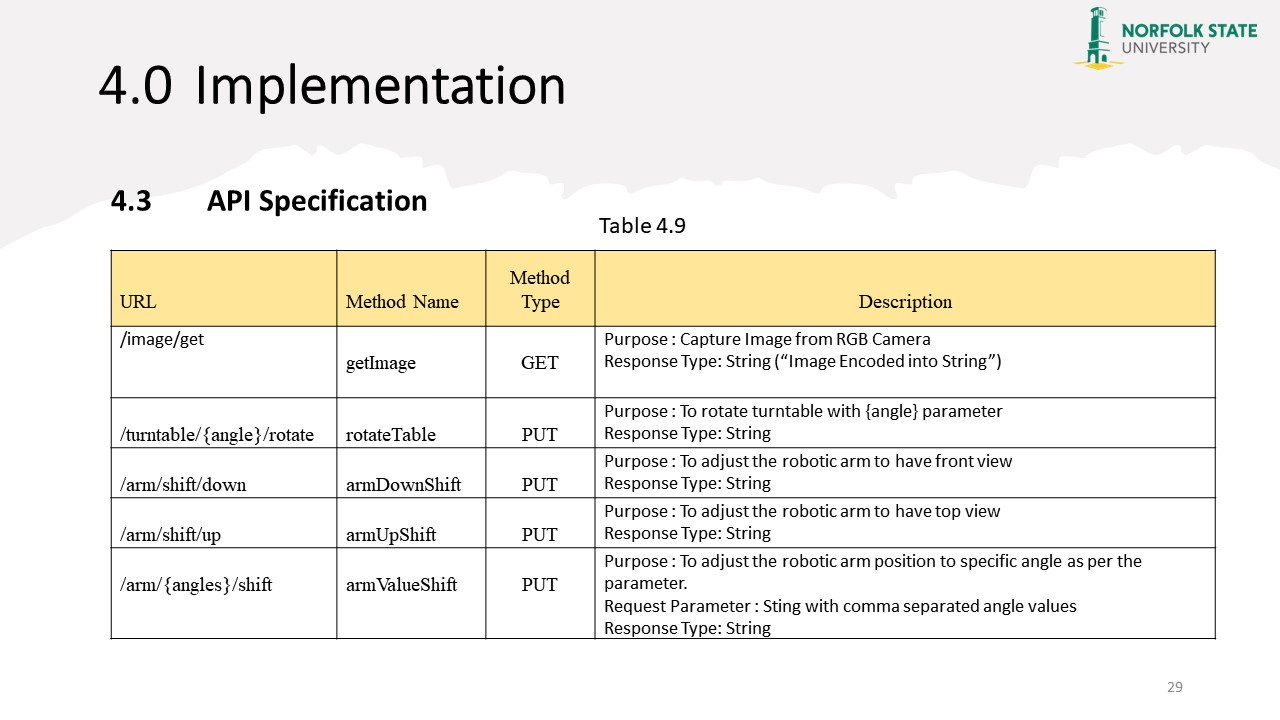 NORFOLK STATE
UNIVERSITY
4.0 Implementation
4.3 API Specification
Table 4.9
URL
Method Name
Method
Type
Description
/image/get
getImage
GET
Purpose : Capture Image from RGB Camera
Response Type: String (“Image Encoded into String”)
/turntable/{angle}/rotate
rotateTable
PUT
Purpose : To rotate turntable with {angle} parameter
Response Type: String
/arm/shift/down
armDownShift
PUT
Purpose : To adjust the robotic arm to have front view
Response Type: String
/arm/shift/up
armUpShift
PUT
Purpose : To adjust the robotic arm to have top view
Response Type: String
/arm/{angles}/shift
armValueShift
PUT
Purpose : To adjust the robotic arm position to specific angle as per the
parameter.
Request Parameter : Sting with comma separated angle values
Response Type: String
29